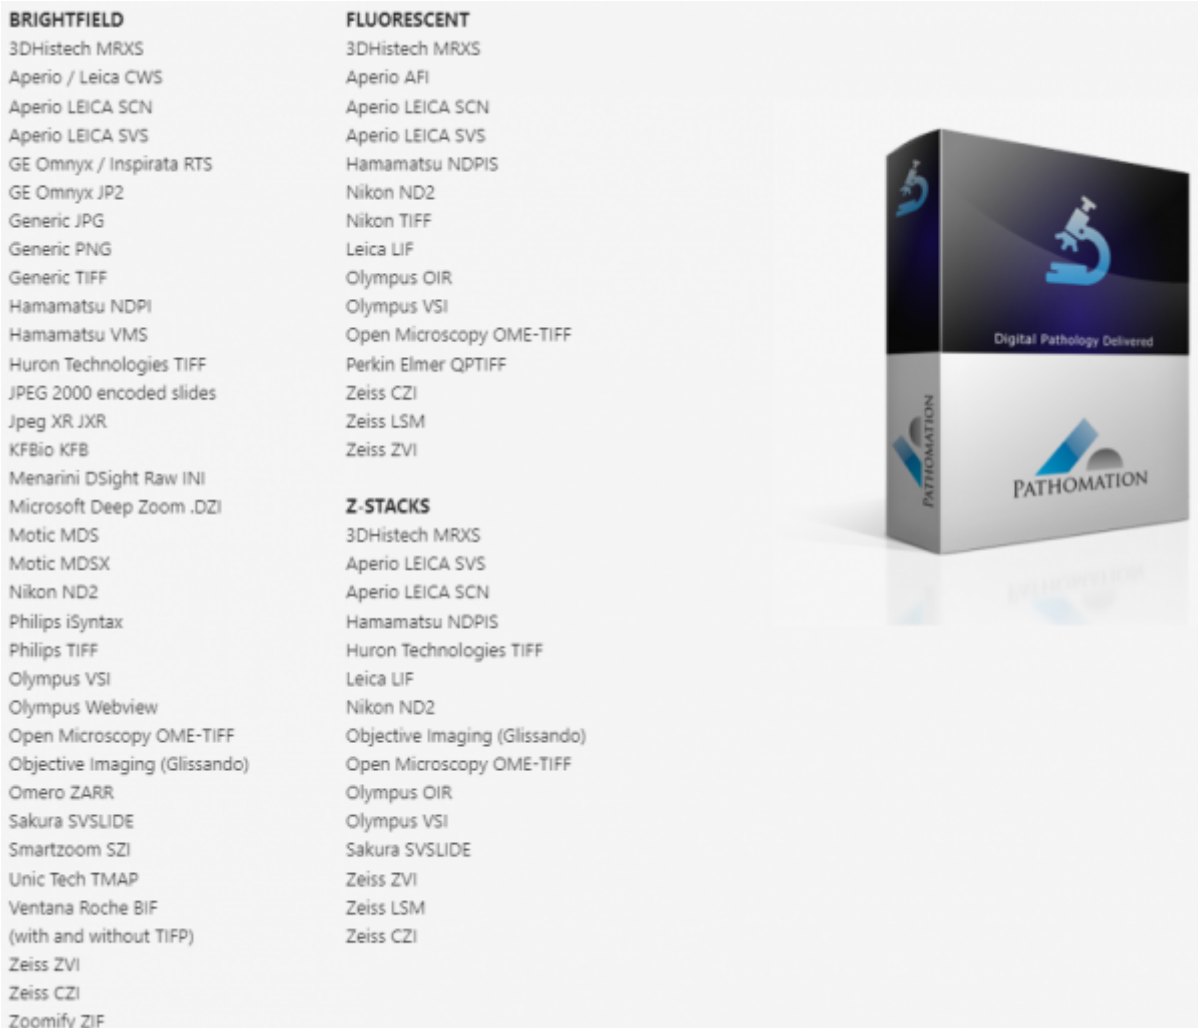 BRIGHTFIELD
3DHistech MRXS
Aperio / Leica CWS
Aperio LEICA SCN
Aperio LEICA SVS
GE Omnyx / Inspirata RTS
GE Omnyx JP2
Generic JPG
Generic PNG
Generic TIFF
Hamamatsu NDPI
Hamamatsu VMS
Huron Technologies TIFF
JPEG 2000 encoded slides
Jpeg XR JXR
KFBio KFB
Menarini DSight Raw INI
Microsoft Deep Zoom .DZI
Motic MDS
Motic MDSX
Nikon ND2
Philips iSyntax
Philips TIFF
Olympus VSI
Olympus Webview
Open Microscopy OME-TIFF
Objective Imaging (Glissando)
Omero ZARR
Sakura SVSLIDE
Smartzoom SZI
Unic Tech TMAP
Ventana Roche BIF
(with and without TIFP)
Zeiss ZVI
Zeiss CZI
Zoomify ZIF
FLUORESCENT
3DHistech MRXS
Aperio AFI
Aperio LEICA SCN
Aperio LEICA SVS
Hamamatsu NDPIS
Nikon ND2
Nikon TIFF
Leica LIF
Olympus OIR
Olympus VSI
Open Microscopy OME-TIFF
Perkin Elmer QPTIFF
Zeiss CZI
Zeiss LSM
Zeiss ZVI
Z-STACKS
3DHistech MRXS
Aperio LEICA SVS
Aperio LEICA SCN
Hamamatsu NDPIS
Huron Technologies TIFF
Leica LIF
Nikon ND2
Objective Imaging (Glissando)
Open Microscopy OME-TIFF
Olympus OIR
Olympus VSI
Sakura SVSLIDE
Zeiss ZVI
Zeiss LSM
Zeiss CZI
Digital Pathology Delivered
PATHOMATION
PATHOMATION